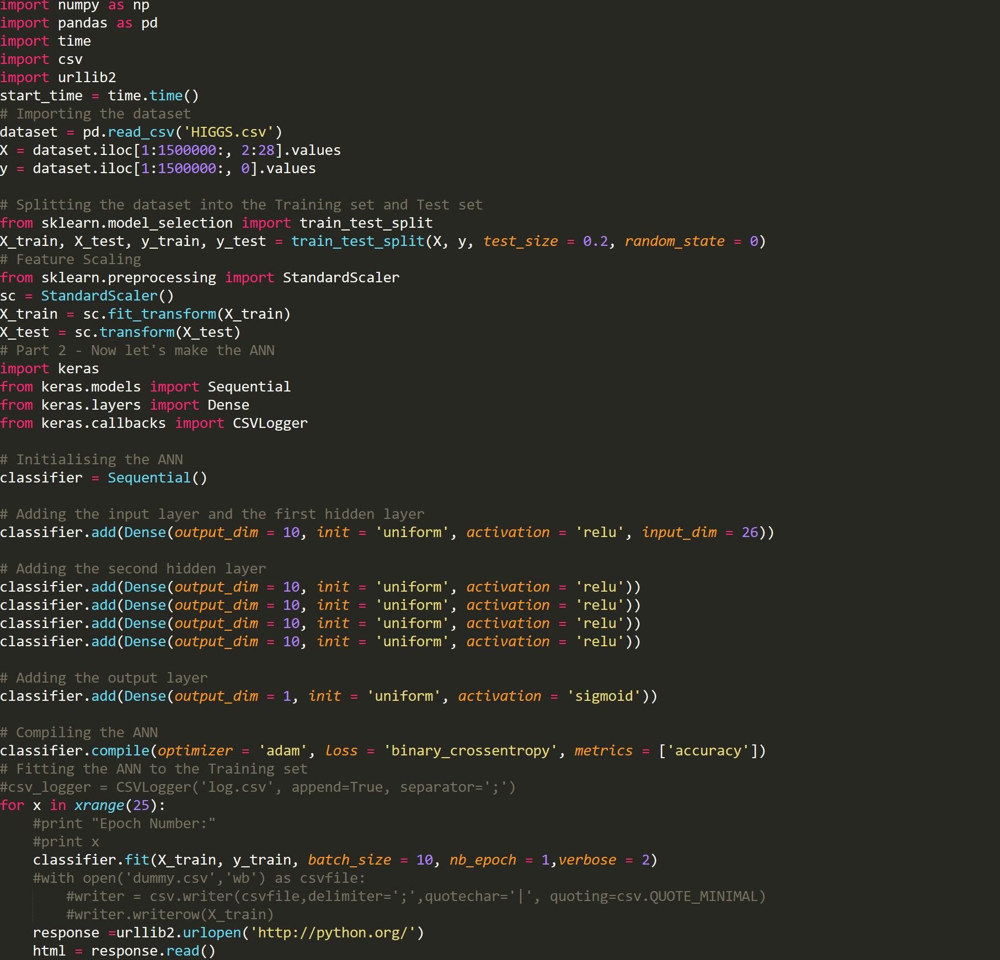 import numpy as np
import pandas as pd
import time
import csv
import urllib2
start_time = time.time()
# Importing the dataset
dataset = pd.read_csv('HIGGS.csv')
X = dataset.iloc[1:1500000:, 2:28].values
y = dataset.iloc[1:1500000:, 0].values

# Splitting the dataset into the Training set and Test set
from sklearn.model_selection import train_test_split
X_train, X_test, y_train, y_test = train_test_split(X, y, test_size = 0.2, random_state = 0)
# Feature Scaling
from sklearn.preprocessing import StandardScaler
sc = StandardScaler()
X_train = sc.fit_transform(X_train)
X_test = sc.transform(X_test)
# Part 2 - Now let's make the ANN
import keras
from keras.models import Sequential
from keras.layers import Dense
from keras.callbacks import CSVLogger

# Initialising the ANN
classifier = Sequential()

# Adding the input layer and the first hidden layer
classifier.add(Dense(output_dim = 10, init = 'uniform', activation = 'relu', input_dim = 26))

# Adding the second hidden layer
classifier.add(Dense(output_dim = 10, init = 'uniform', activation = 'relu'))
classifier.add(Dense(output_dim = 10, init = 'uniform', activation = 'relu'))
classifier.add(Dense(output_dim = 10, init = 'uniform', activation = 'relu'))
classifier.add(Dense(output_dim = 10, init = 'uniform', activation = 'relu'))

# Adding the output layer
classifier.add(Dense(output_dim = 1, init = 'uniform', activation = 'sigmoid'))

# Compiling the ANN
classifier.compile(optimizer = 'adam', loss = 'binary_crossentropy', metrics = ['accuracy'])
# Fitting the ANN to the Training set
#csv_logger = CSVLogger('log.csv', append=True, separator=';')
for x in xrange(25):
    #print "Epoch Number:"
    #print x
    classifier.fit(X_train, y_train, batch_size = 10, nb_epoch = 1,verbose = 2)
    #with open('dummy.csv','wb') as csvfile:
        #writer = csv.writer(csvfile,delimiter=';',quotechar='|', quoting=csv.QUOTE_MINIMAL)
        #writer.writerow(X_train)
    response =urllib2.urlopen('http://python.org/')
    html = response.read()